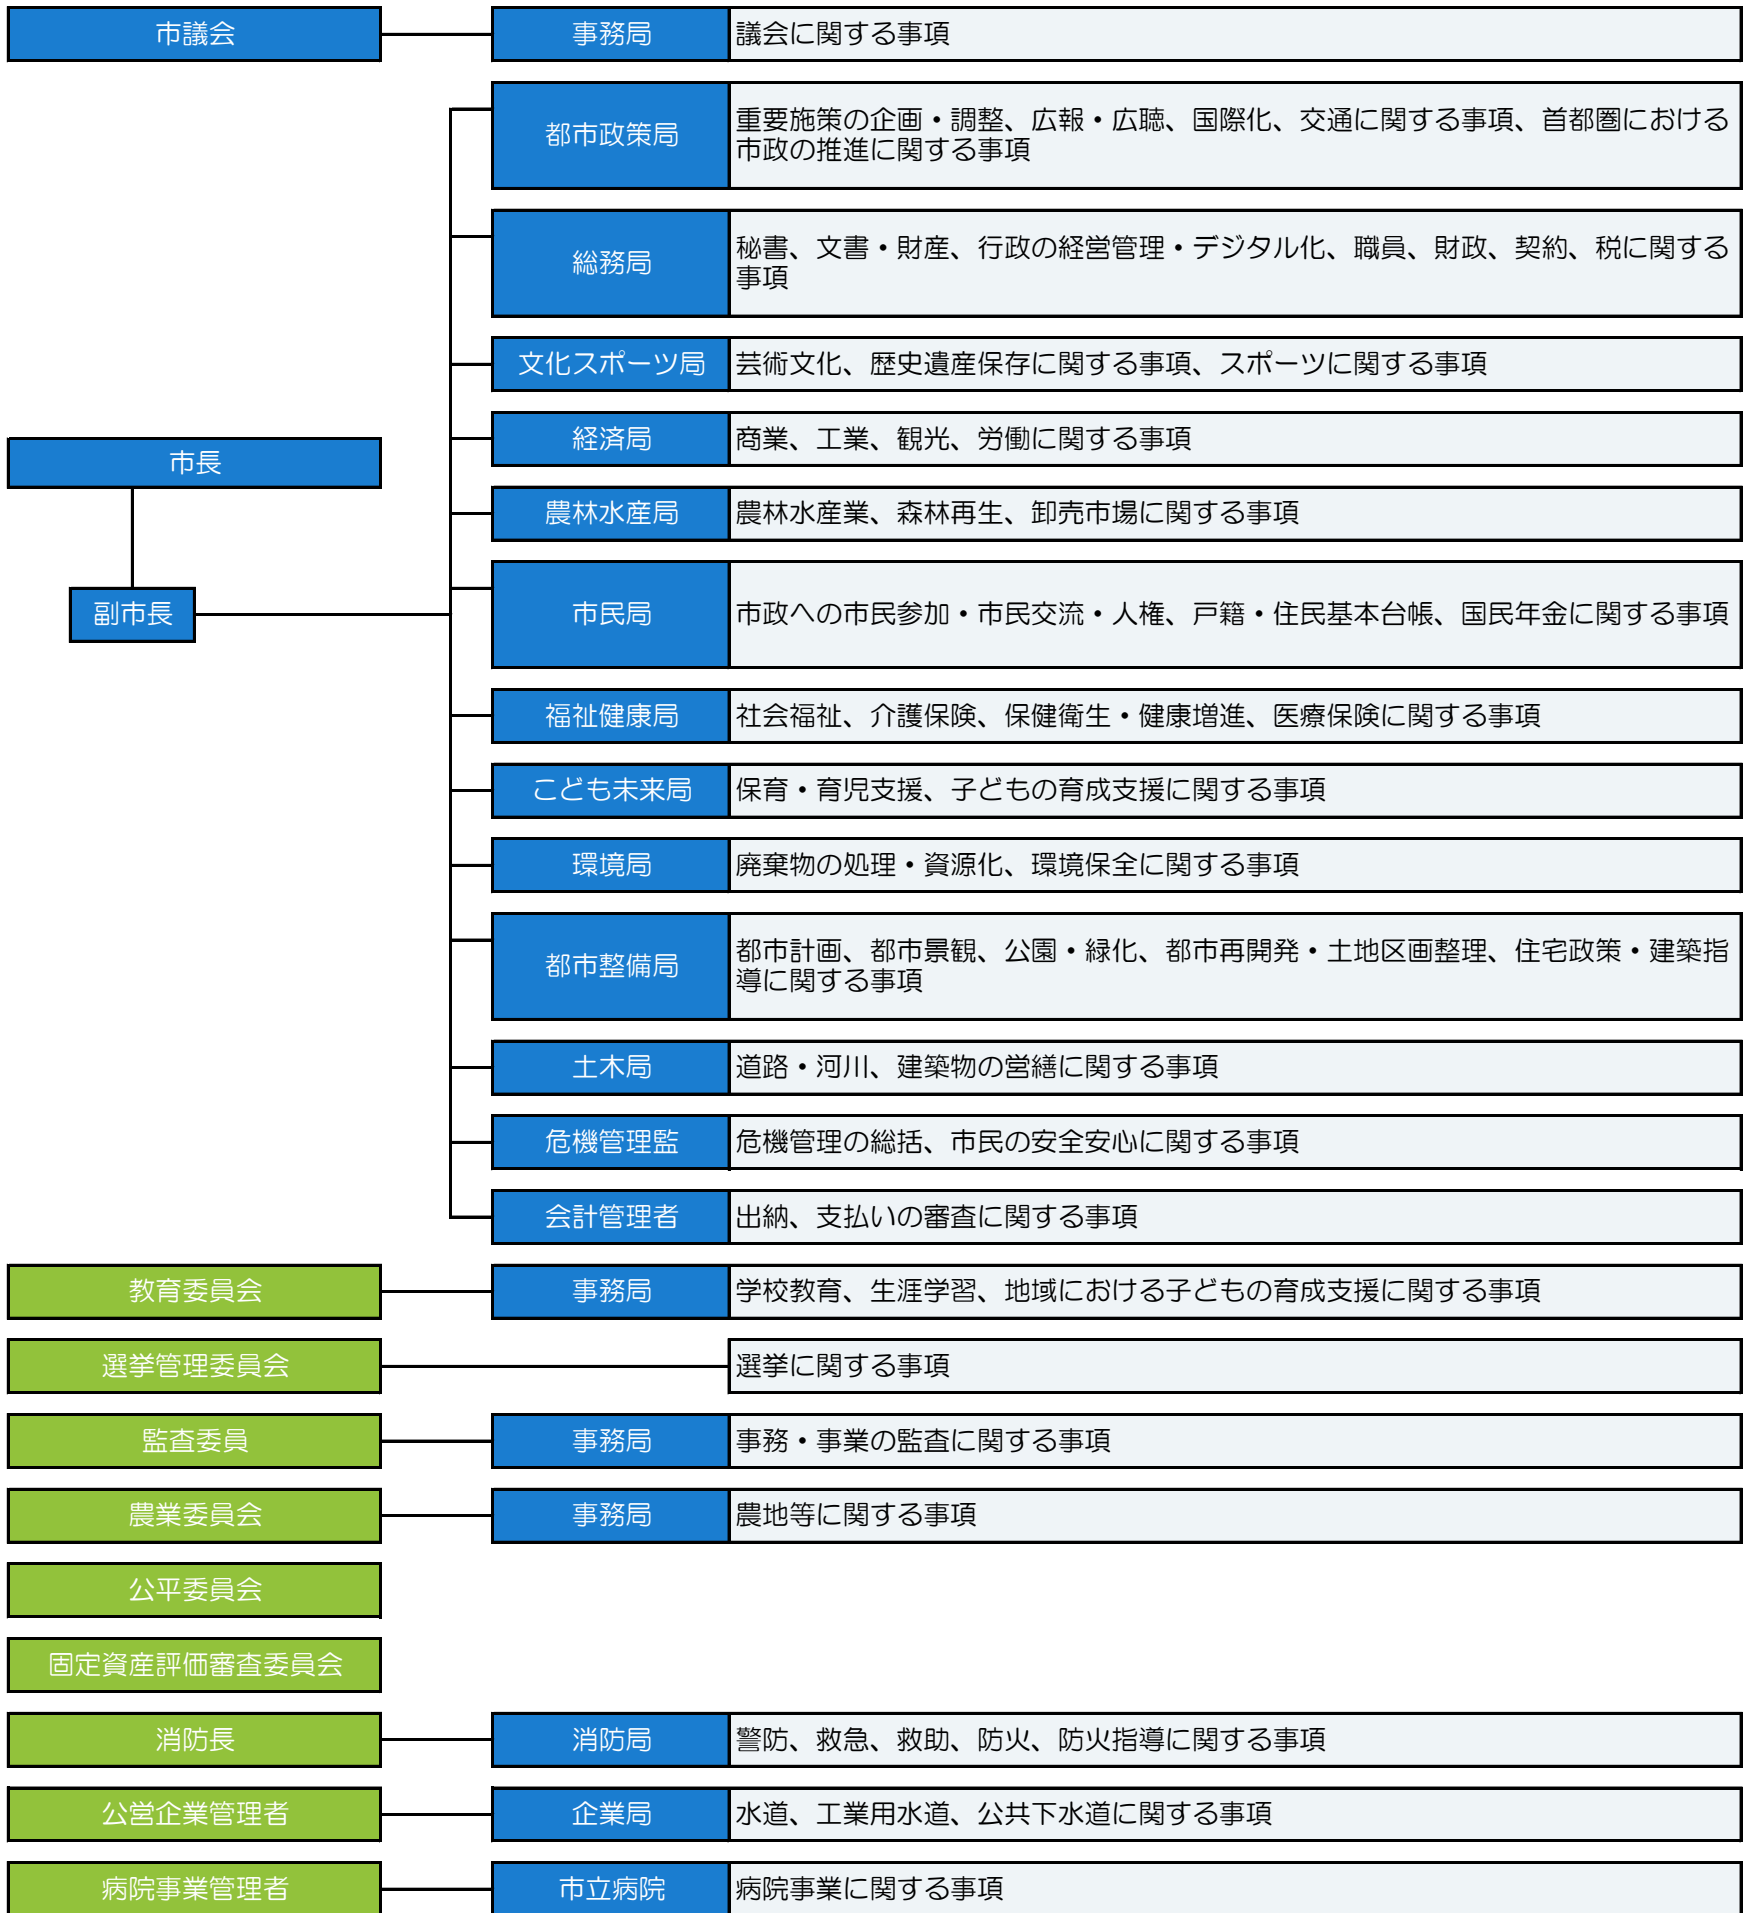 市議会
事務局
議会に関する事項
都市政策局
重要施策の企画・調整、広報・広聴、国際化、交通に関する事項、首都圏における
市政の推進に関する事項
総務局
秘書、文書・財産、行政の経営管理・デジタル化、職員、財政、契約、税に関する
事項
文化スポーツ局
芸術文化、歴史遺産保存に関する事項、スポーツに関する事項
経済局
商業、工業、観光、労働に関する事項
市長
農林水産局
農林水産業、森林再生、卸売市場に関する事項
副市長
市民局
市政への市民参加・市民交流・人権、戸籍・住民基本台帳、国民年金に関する事項
福祉健康局
社会福祉、介護保険、保健衛生・健康増進、医療保険に関する事項
こども未来局
保育・育児支援、子どもの育成支援に関する事項
環境局
廃棄物の処理・資源化、環境保全に関する事項
都市整備局
都市計画、都市景観、公園・緑化、都市再開発・土地区画整理、住宅政策・建築指
導に関する事項
土木局
道路・河川、建築物の営繕に関する事項
危機管理監
危機管理の総括、市民の安全安心に関する事項
会計管理者
出納、支払いの審査に関する事項
教育委員会
事務局
学校教育、生涯学習、地域における子どもの育成支援に関する事項
選挙管理委員会
選挙に関する事項
監査委員
事務局
事務・事業の監査に関する事項
農業委員会
事務局
農地等に関する事項
公平委員会
固定資産評価審査委員会
消防長
消防局
警防、救急、救助、防火、防火指導に関する事項
公営企業管理者
企業局
水道、工業用水道、公共下水道に関する事項
病院事業管理者
市立病院
病院事業に関する事項